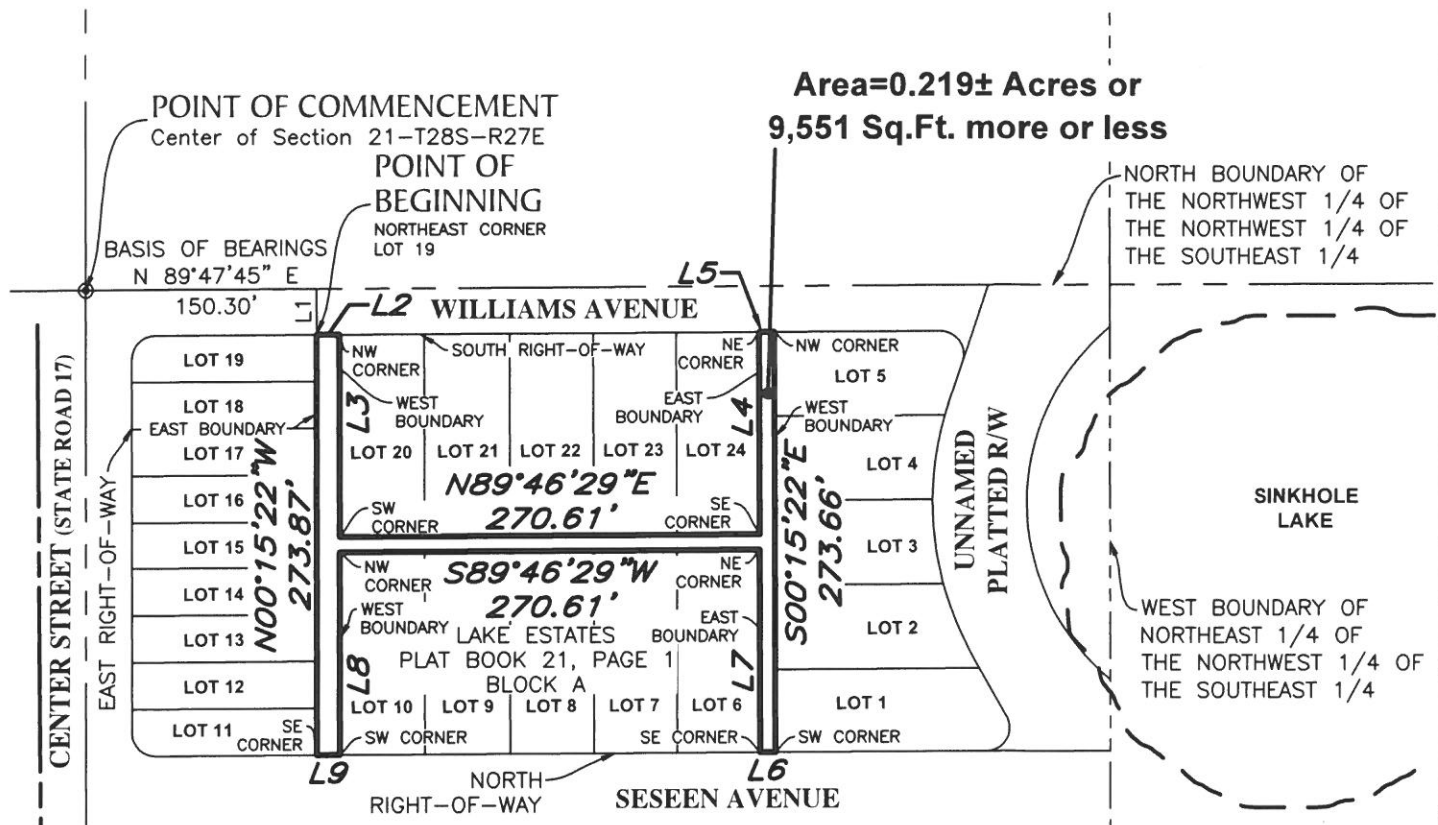 Area=0.219± Acres or
9,551 Sq.Ft. more or less
POINT OF COMMENCEMENT
Center of Section 21-T28S-R27E
POINT OF
BEGINNING
NORTHEAST CORNER
LOT 19
NORTH BOUNDARY OF
THE NORTHWEST 1/4 OF
THE NORTHWEST 1/4 OF
THE SOUTHEAST 1/4
BASIS OF BEARINGS
N 89°47'45" E
150.30'
L1
L2
WILLIAMS AVENUE
L5
LOT 19
LOT 18
EAST BOUNDARY
LOT 17
LOT 16
LOT 15
LOT 14
LOT 13
LOT 12
LOT 11
SE
CORNER
CENTER STREET (STATE ROAD 17)
EAST RIGHT-OF-WAY
N00°15'22"W
273.87'
NW
CORNER
SOUTH RIGHT-OF-WAY
NE
CORNER
NW CORNER
LOT 5
L3
WEST
BOUNDARY
EAST
BOUNDARY
L4
WEST
BOUNDARY
LOT 20
LOT 21
LOT 22
LOT 23
LOT 24
LOT 4
N89°46'29"E
270.61'
SW
CORNER
SE
CORNER
S00°15'22"E
273.66'
LOT 3
UNNAMED
PLATTED R/W
SINKHOLE
LAKE
NW
CORNER
S89°46'29"W
270.61'
NE
CORNER
WEST
BOUNDARY
LAKE ESTATES
PLAT BOOK 21, PAGE 1
BLOCK A
EAST
BOUNDARY
LOT 2
WEST BOUNDARY OF
NORTHEAST 1/4 OF
THE NORTHWEST 1/4 OF
THE SOUTHEAST 1/4
L8
L7
LOT 10
LOT 9
LOT 8
LOT 7
LOT 6
LOT 1
SW CORNER
SE CORNER
SW CORNER
L9
NORTH
RIGHT-OF-WAY
SESEEN AVENUE
L6